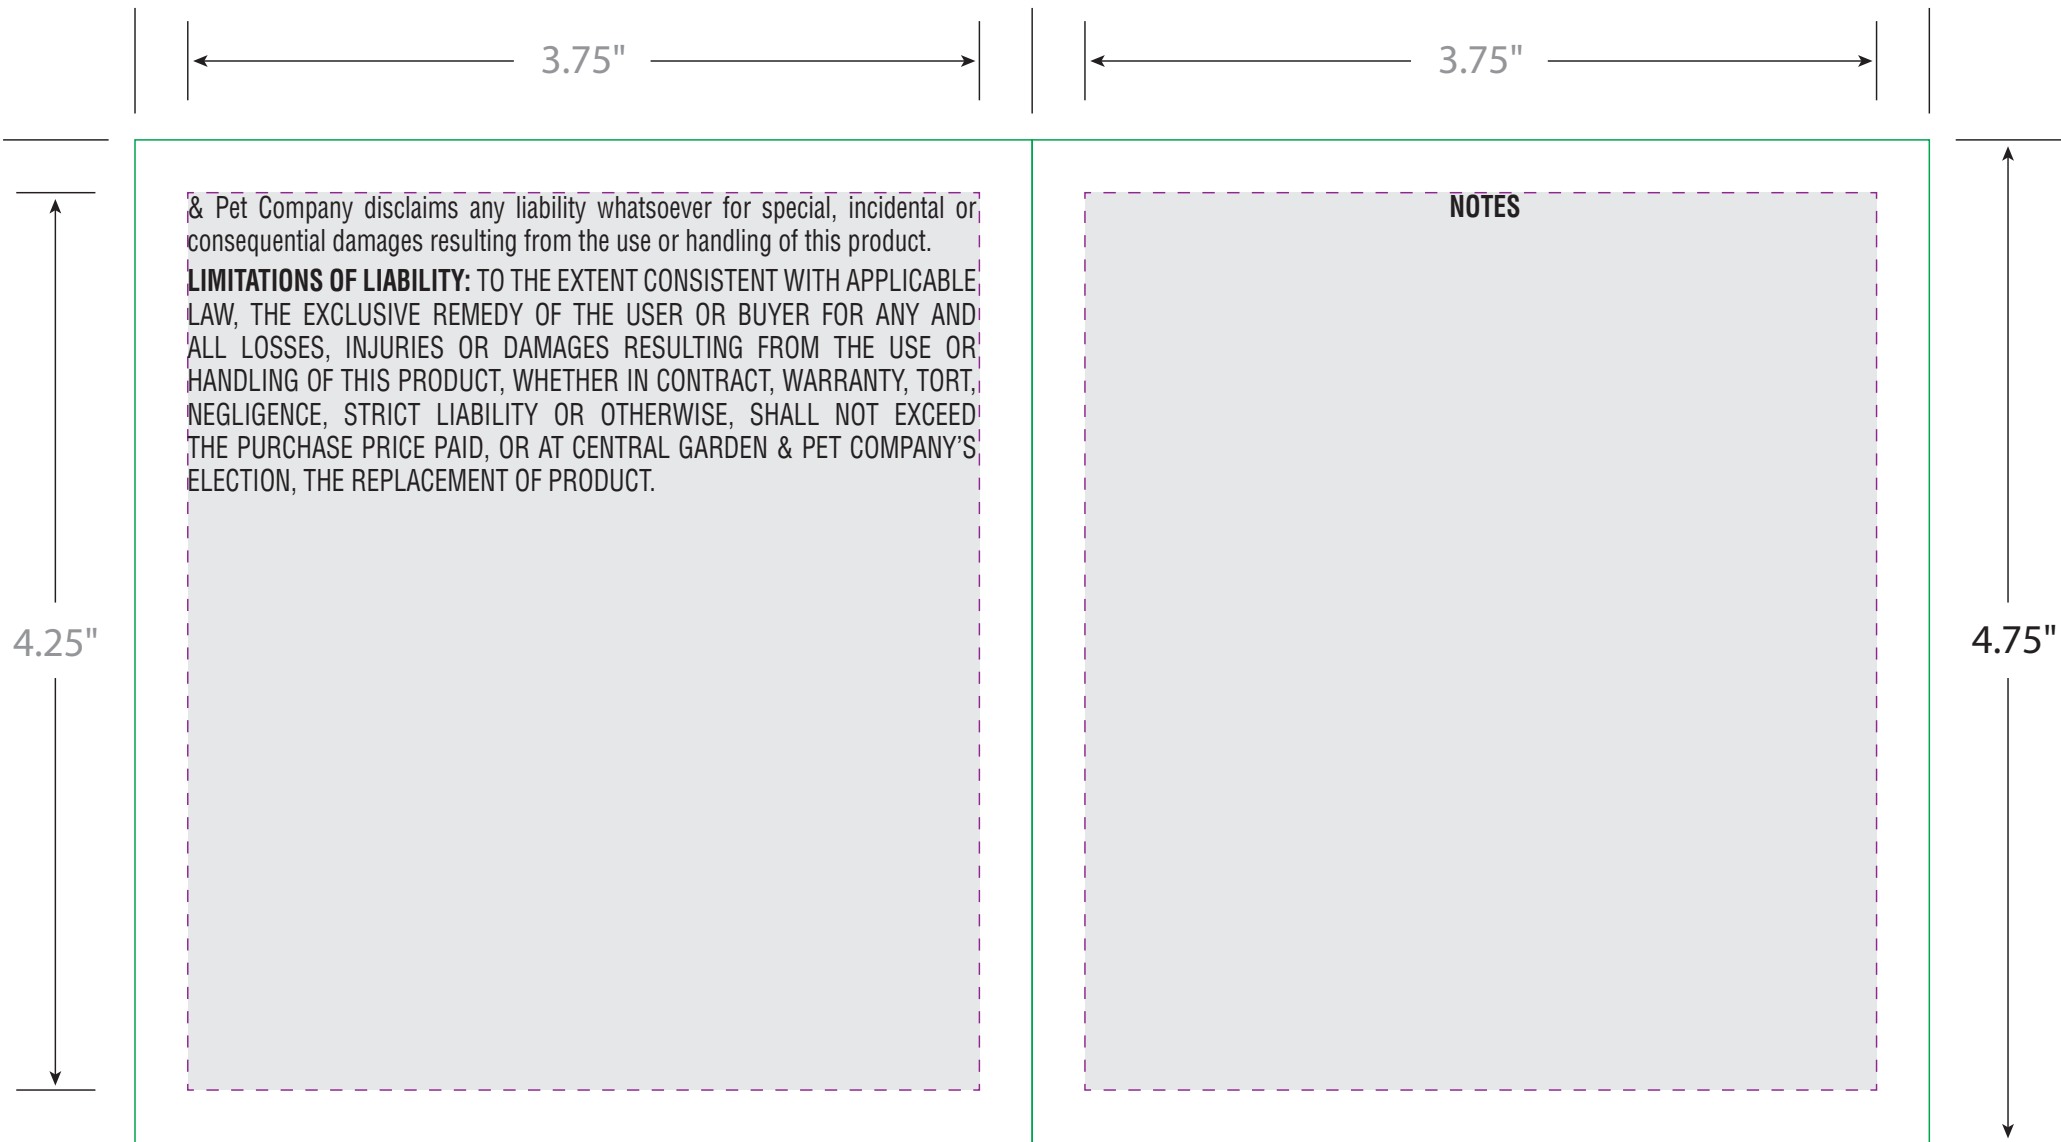 3.75"
3.75"
& Pet Company disclaims any liability whatsoever for special, incidental or
consequential damages resulting from the use or handling of this product.
LIMITATIONS OF LIABILITY: TO THE EXTENT CONSISTENT WITH APPLICABLE
LAW, THE EXCLUSIVE REMEDY OF THE USER OR BUYER FOR ANY AND
ALL LOSSES, INJURIES OR DAMAGES RESULTING FROM THE USE OR
HANDLING OF THIS PRODUCT, WHETHER IN CONTRACT, WARRANTY, TORT,
NEGLIGENCE, STRICT LIABILITY OR OTHERWISE, SHALL NOT EXCEED
THE PURCHASE PRICE PAID, OR AT CENTRAL GARDEN & PET COMPANY’S
ELECTION, THE REPLACEMENT OF PRODUCT.
NOTES
4.25"
4.75"